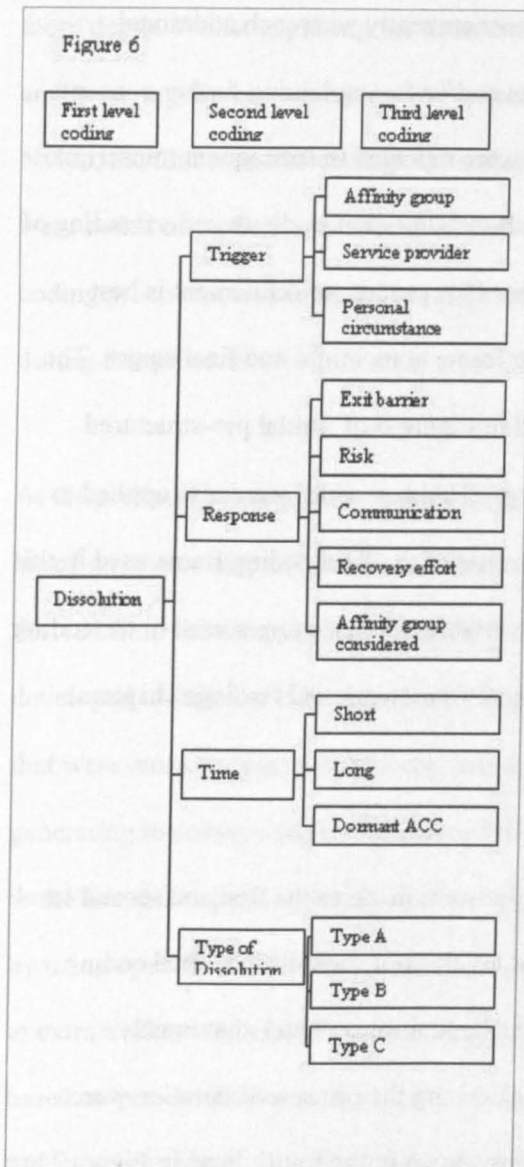 Figure 6
First level
coding
Second level
coding
Third level
coding
Trigger
Affinity group
Service provider
Personal
circumstance
Response
Exit barrier
Risk
Communication
Recovery effort
Affinity group
considered
Dissolution
Time
Short
Long
Dormant ACC
Type of
Dissolution
Type A
Type B
Type C